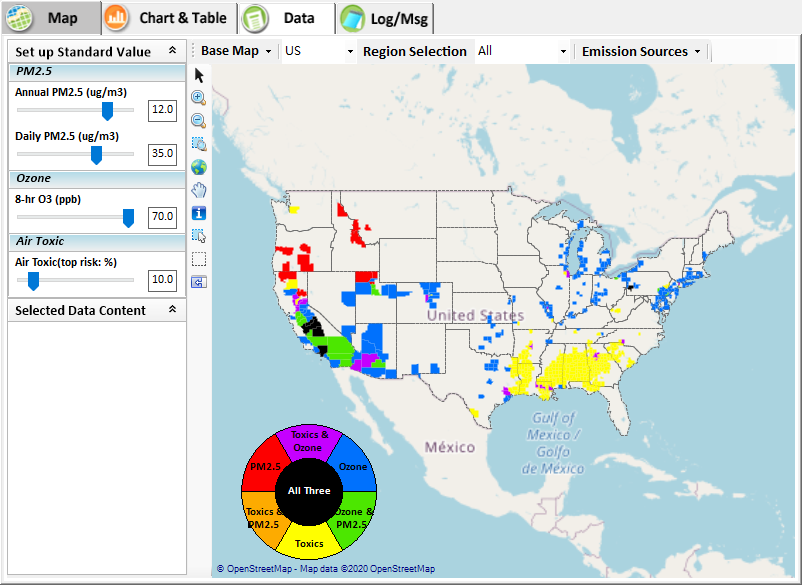 Map
Chart & Table
Data
Log/Msg
Set up Standard Value
Base Map
US
Region Selection
All
Emission Sources
PM2.5
Annual PM2.5 (ug/m3)
12.0
Daily PM2.5 (ug/m3)
35.0
Ozone
8-hr O3 (ppb)
70.0
Air Toxic
Air Toxic(top risk: %)
10.0
Selected Data Content
United States
México
Gulf of
Mexico /
Golfo
de México
Toxics &
Ozone
PM2.5
Ozone
All Three
Toxics &
PM2.5
Ozone &
PM2.5
Toxics
© OpenStreetMap - Map data ©2020 OpenStreetMap